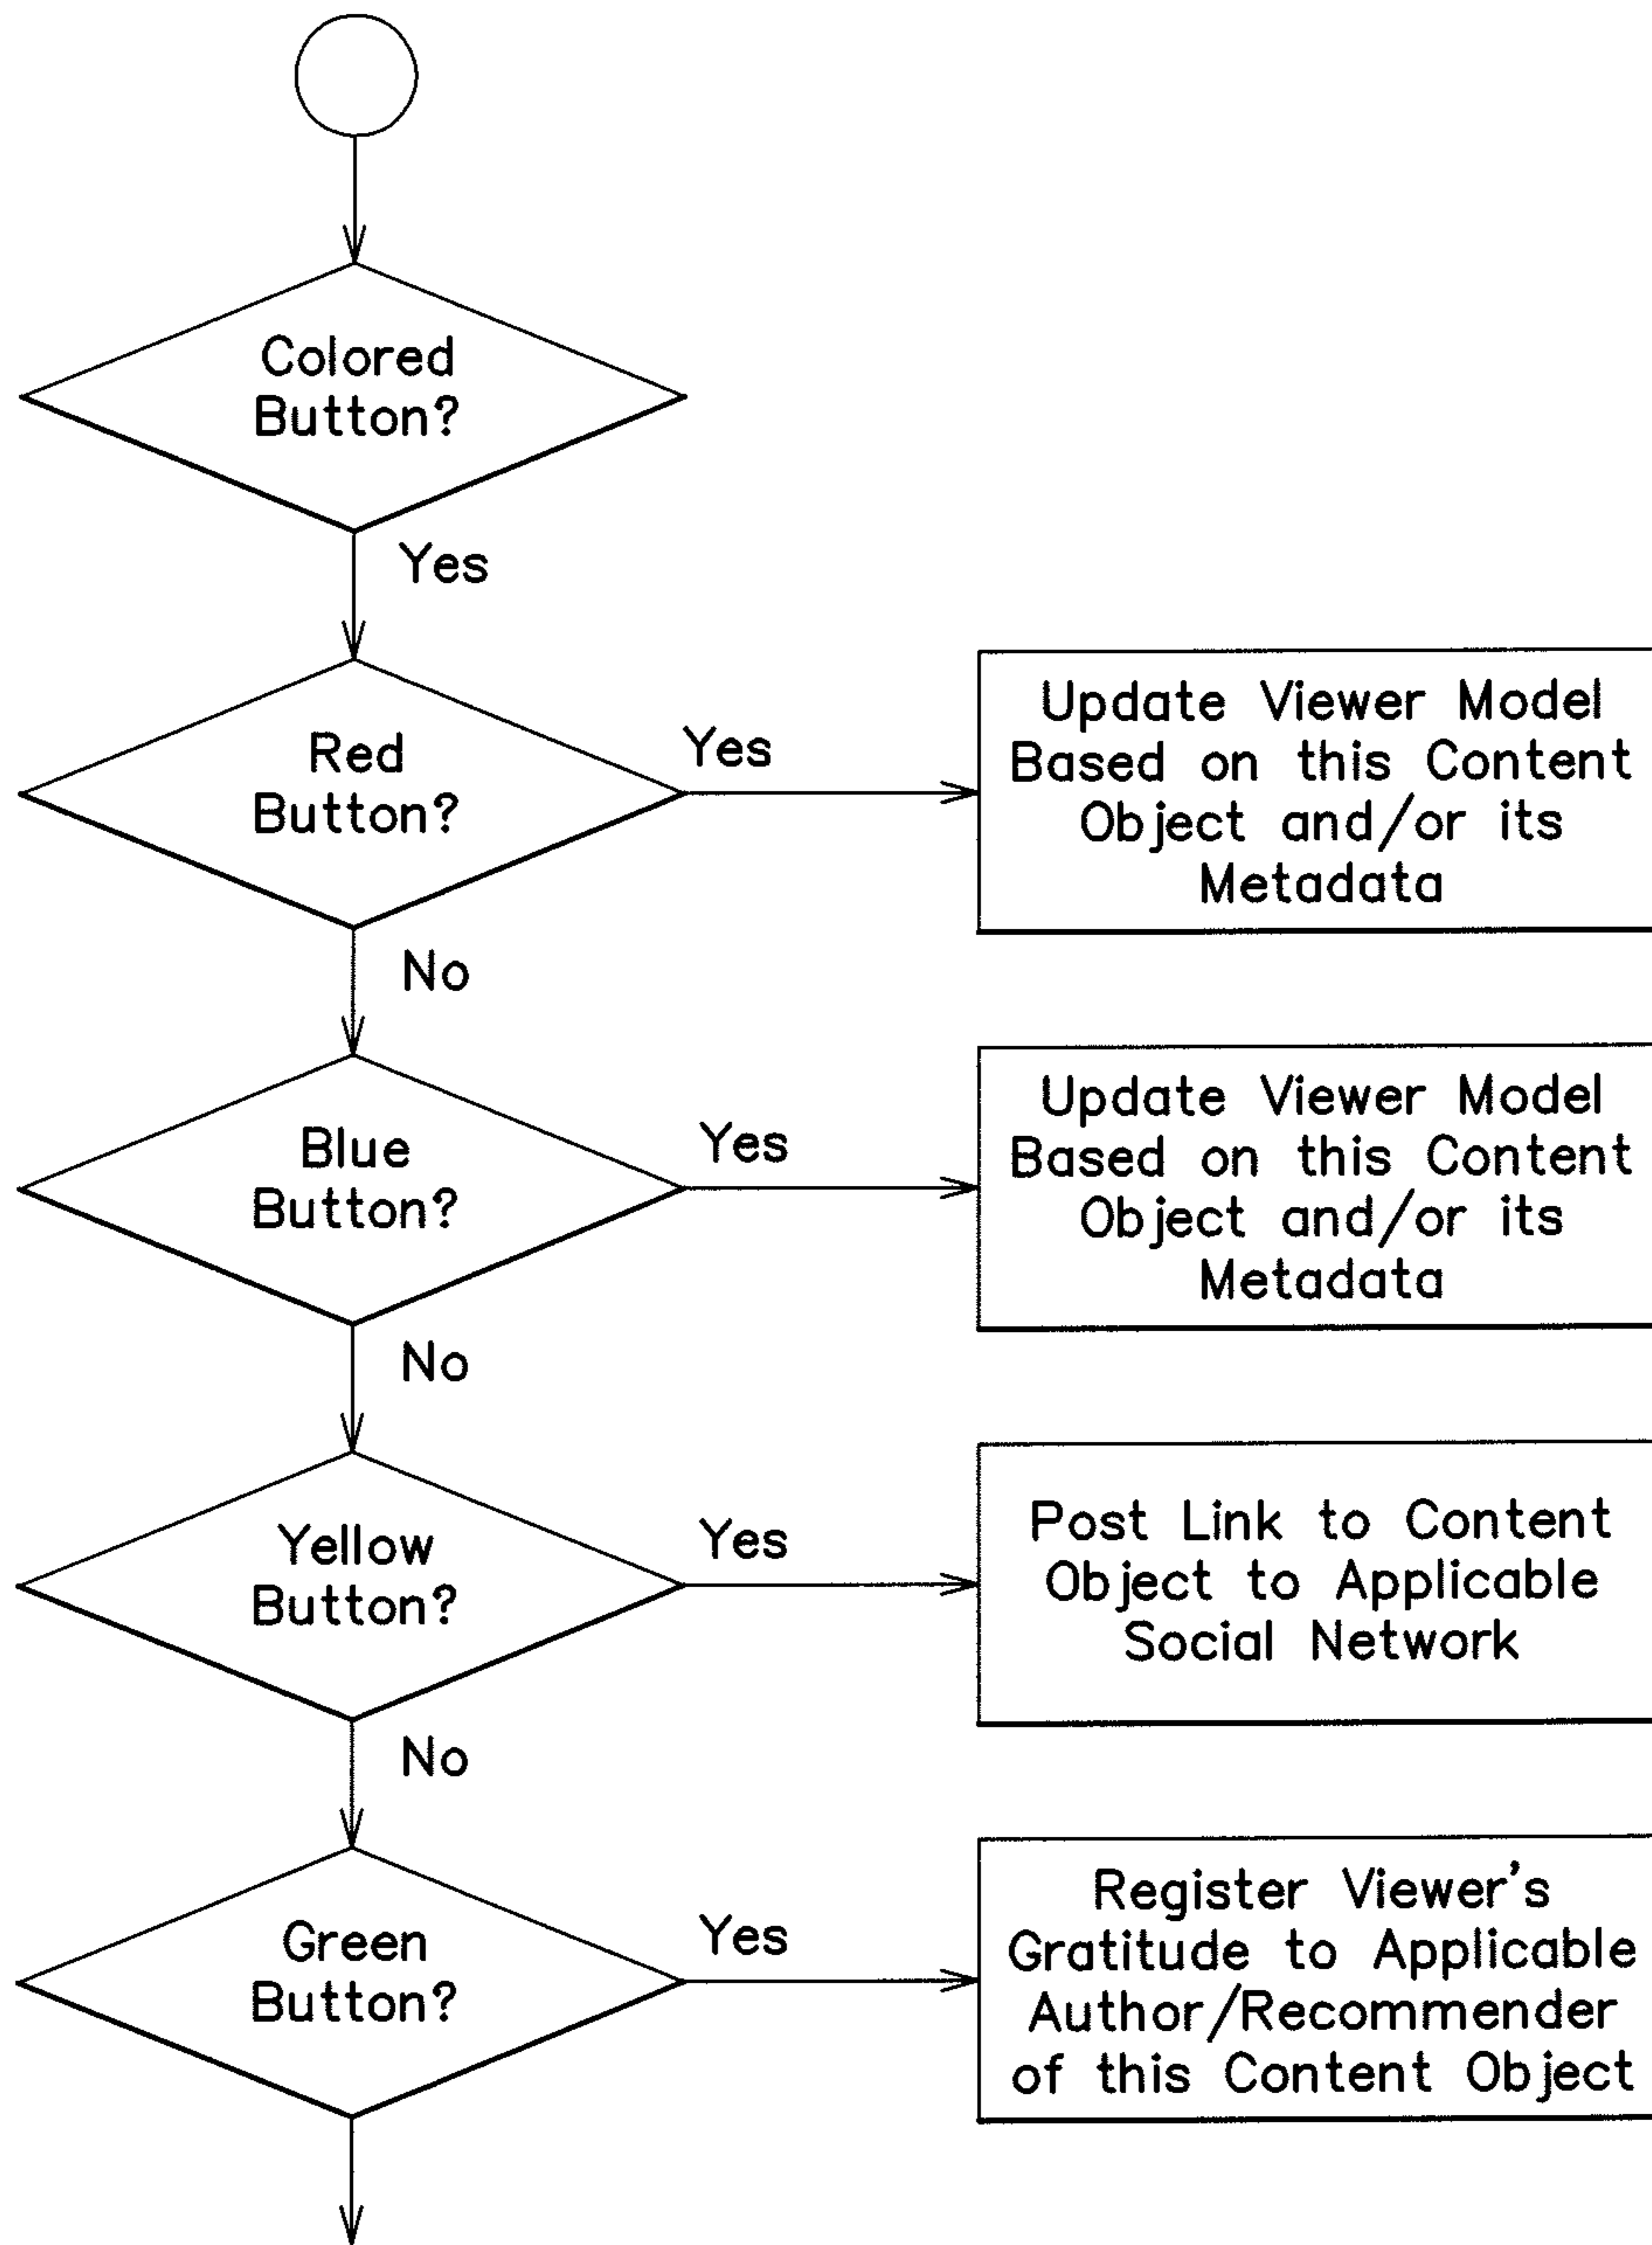 Colored
Button?
Yes
Red
Button?
Yes
Update Viewer Model
Based on this Content
Object and/or its
Metadata
No
Blue
Button?
Yes
Update Viewer Model
Based on this Content
Object and/or its
Metadata
No
Yellow
Button?
Yes
Post Link to Content
Object to Applicable
Social Network
No
Green
Button?
Yes
Register Viewer's
Gratitude to Applicable
Author/Recommender
of this Content Object